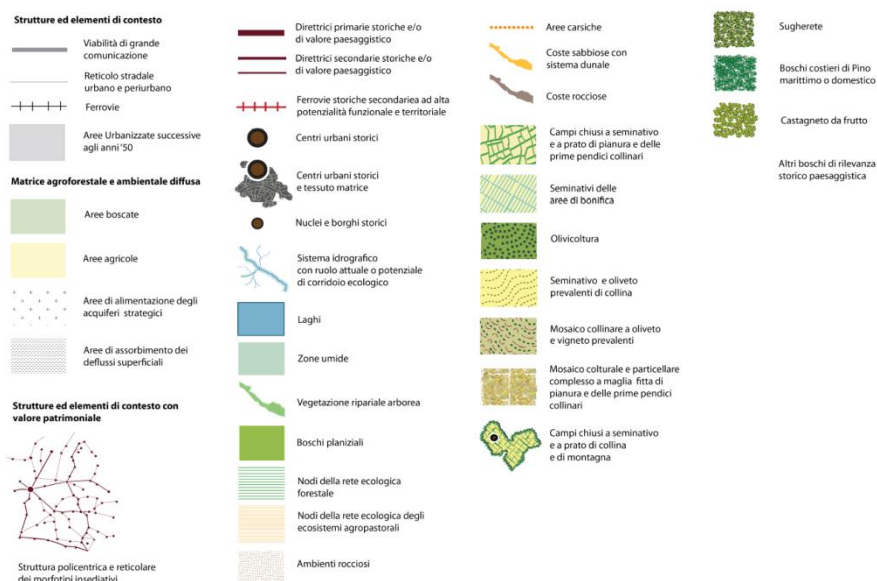 Strutture ed elementi di contesto
Viabilità di grande
comunicazione
Reticolo stradale
urbano e periurbano
Ferrovie
Aree Urbanizzate successive
agli anni '50
Matrice agroforestale e ambientale diffusa
Aree boscate
Aree agricole
Aree di alimentazione degli
acquiferi strategici
Aree di assorbimento dei
deflussi superficiali
Strutture ed elementi di contesto con
valore patrimoniale
Struttura policentrica e reticolare
dei morfotipi insediativi
Direttrici primarie storiche e/o
di valore paesaggistico
Direttrici secondarie storiche e/o
di valore paesaggistico
Ferrovie storiche secondariea ad alta
potenzialità funzionale e territoriale
Centri urbani storici
Centri urbani storici
e tessuto matrice
Nuclei e borghi storici
Sistema idrografico
con ruolo attuale o potenziale
di corridoio ecologico
Laghi
Zone umide
Vegetazione ripariale arborea
Boschi planiziali
Nodi della rete ecologica
forestale
Nodi della rete ecologica degli
ecosistemi agropastorali
Ambienti rocciosi
Aree carsiche
Coste sabbiose con
sistema dunale
Coste rocciose
Campi chiusi a seminativo
e a prato di pianura e delle
prime pendici collinari
Seminativi delle
aree di bonifica
Olivicoltura
Seminativo e oliveto
prevalenti di collina
Mosaico collinare a oliveto
e vigneto prevalenti
Mosaico colturale e particellare
complesso a maglia fitta di
pianura e delle prime pendici
collinari
Campi chiusi a seminativo
e a prato di collina
e di montagna
Sugherete
Boschi costieri di Pino
marittimo o domestico
Castagneto da frutto
Altri boschi di rilevanza
storico paesaggistica